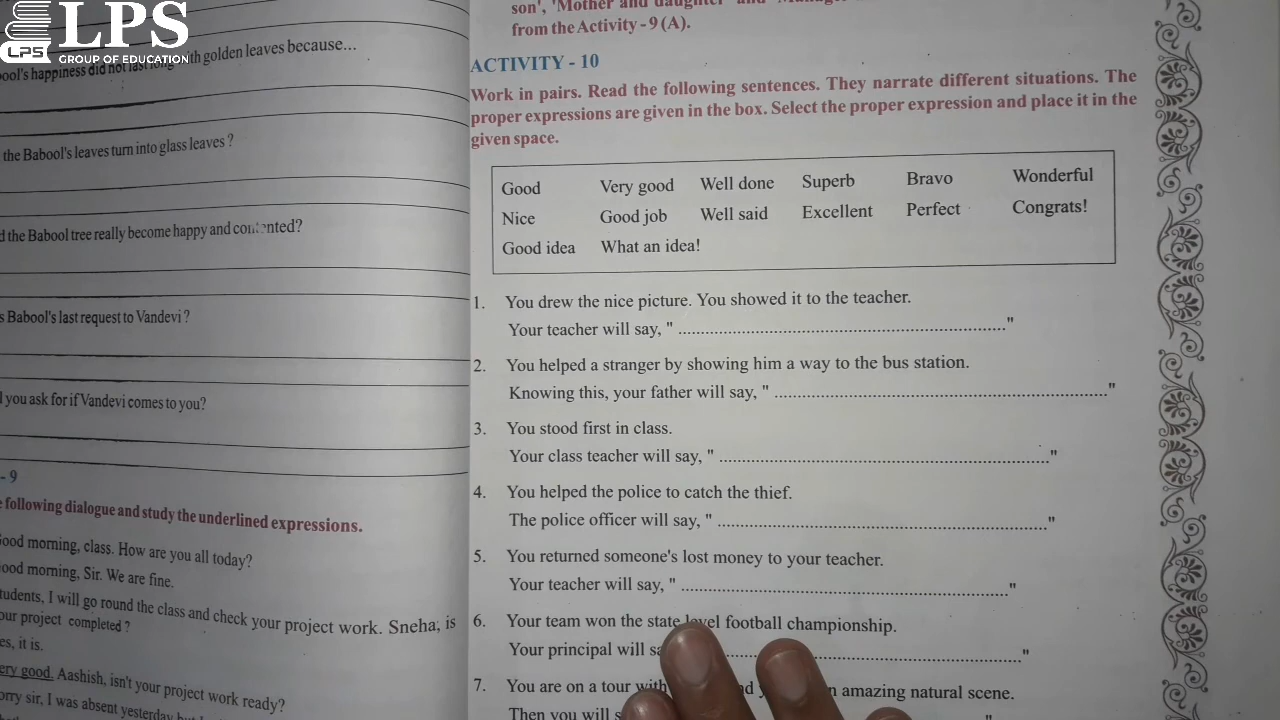 LPS
LPS
GROUP OF EDUCATION
ool's happiness did not last long with golden leaves because...
the Babool's leaves turn into glass leaves ?
d the Babool tree really become happy and contented?
s Babool's last request to Vandevi ?
you ask for if Vandevi comes to you?
- 9
following dialogue and study the underlined expressions.
ood morning, class. How are you all today?
ood morning, Sir. We are fine.
tudents, I will go round the class and check your project work. Sneha, is
our project completed ?
es, it is.
ery good. Aashish, isn't your project work ready?
orry sir, I was absent yesterday
son', 'Mother and daughter' and
from the Activity - 9 (A).
ACTIVITY - 10
Work in pairs. Read the following sentences. They narrate different situations. The
proper expressions are given in the box. Select the proper expression and place it in the
given space.
Good Very good Well done Superb Bravo Wonderful
Nice Good job Well said Excellent Perfect Congrats!
Good idea What an idea!
1. You drew the nice picture. You showed it to the teacher.
Your teacher will say, " .......... "
2. You helped a stranger by showing him a way to the bus station.
Knowing this, your father will say, " .......... "
3. You stood first in class.
Your class teacher will say, " .......... "
4. You helped the police to catch the thief.
The police officer will say, " .......... "
5. You returned someone's lost money to your teacher.
Your teacher will say, " .......... "
6. Your team won the state level football championship.
Your principal will .......... "
7. You are on a tour with amazing natural scene.
Then you will "